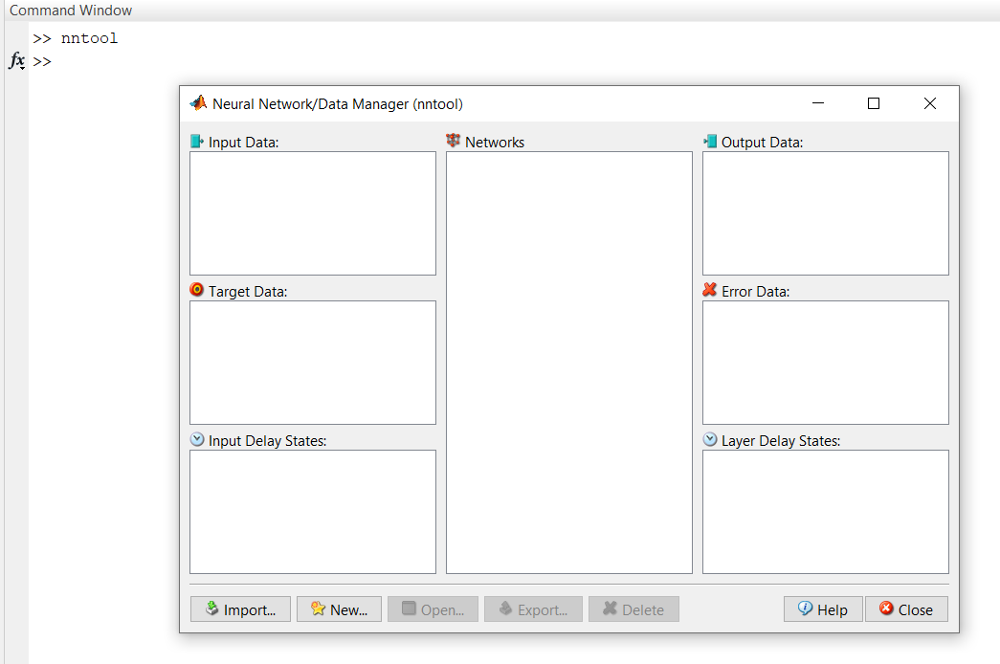 Command Window
>> nntool
fx >>
Neural Network/Data Manager (nntool)
Input Data:
Networks
Output Data:
Target Data:
Error Data:
Input Delay States:
Layer Delay States:
Import... New... Open... Export... Delete Help Close